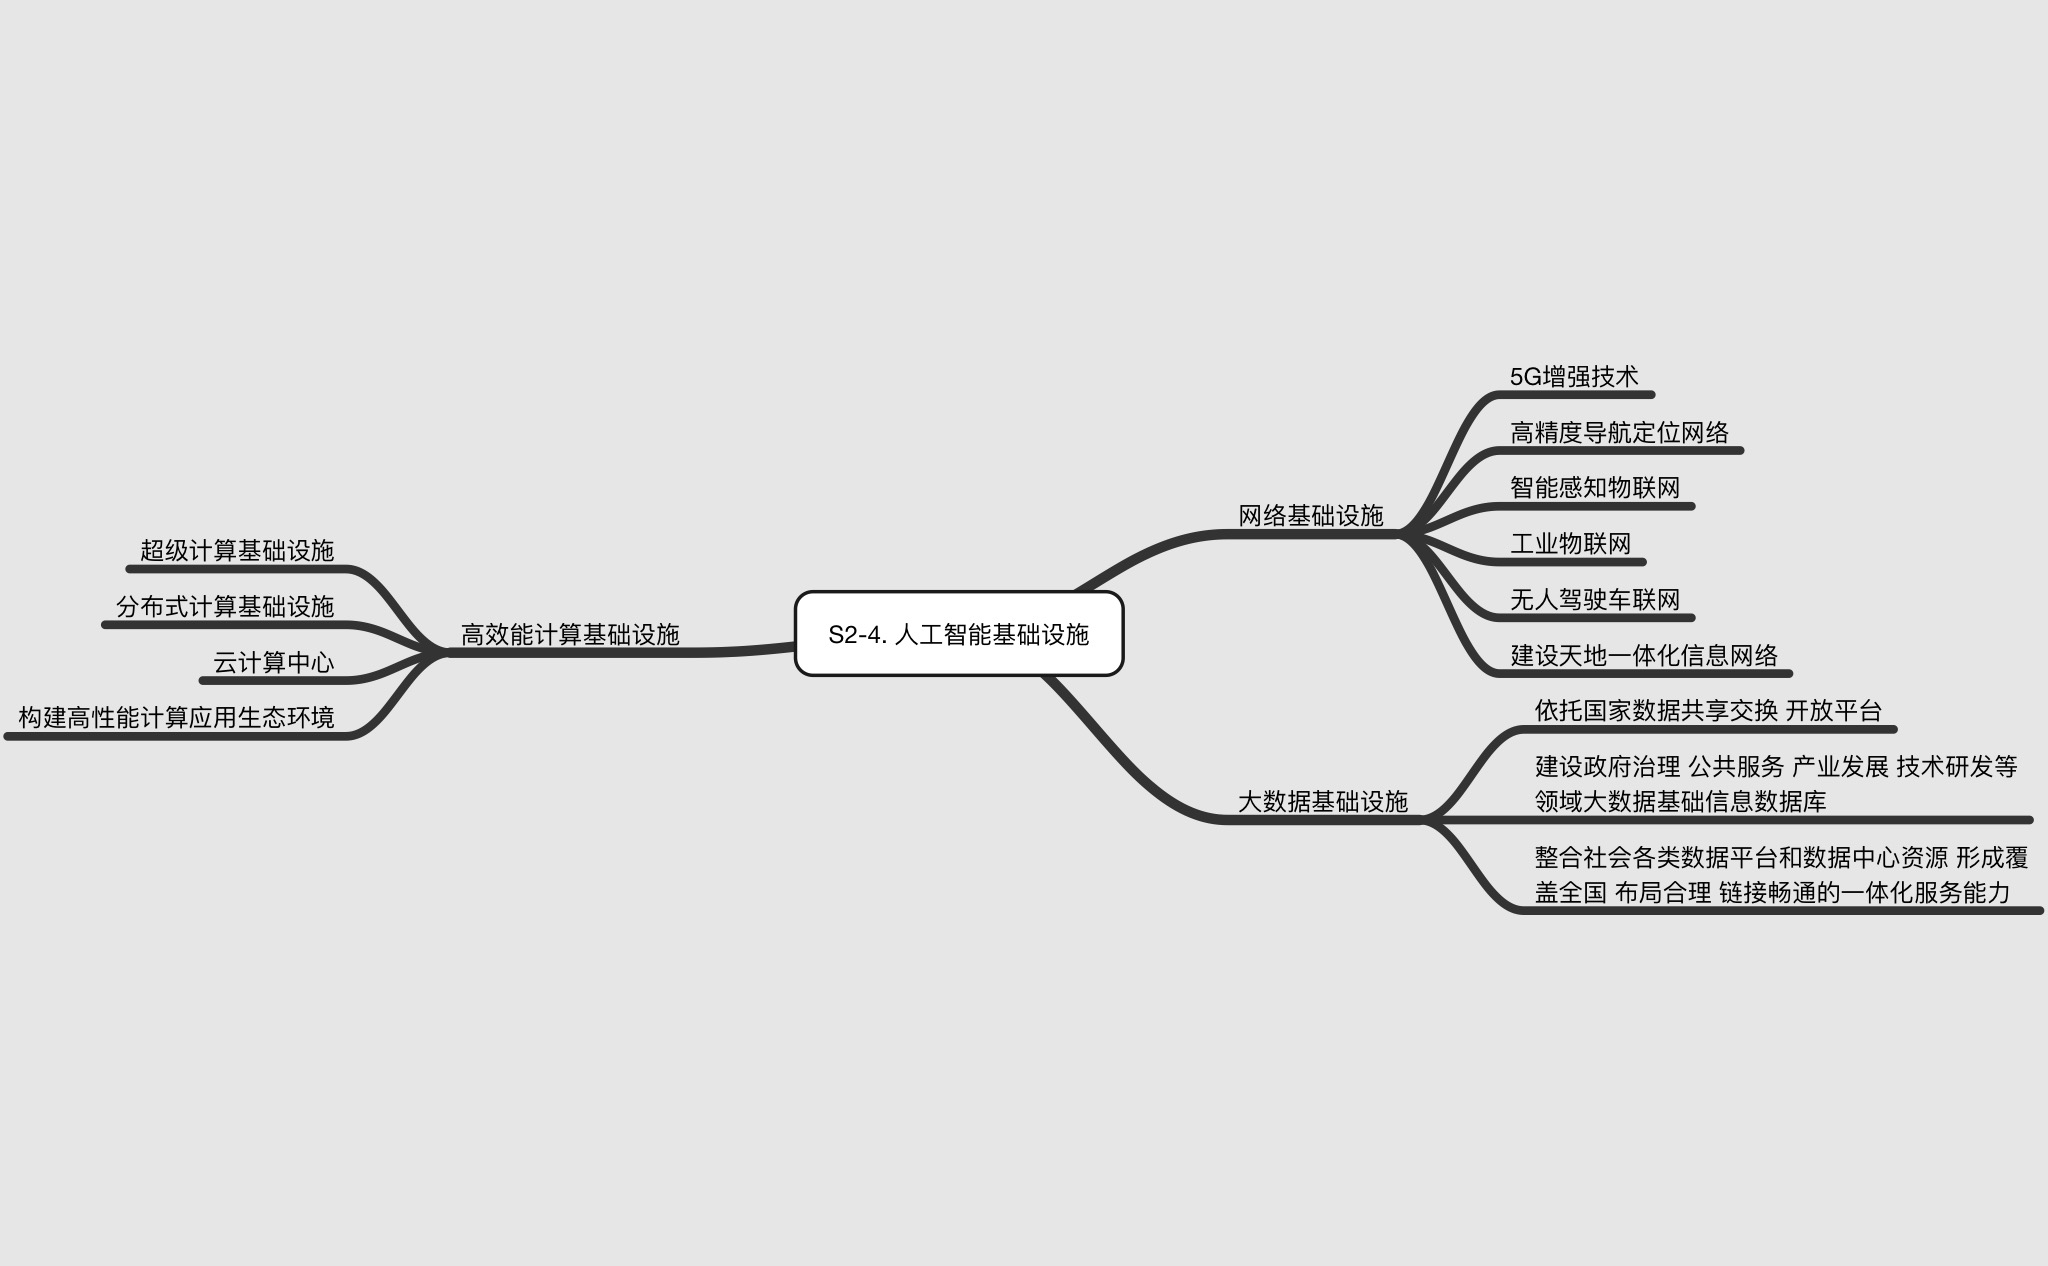 S2-4. 人工智能基础设施
网络基础设施
5G增强技术
高精度导航定位网络
智能感知物联网
工业物联网
无人驾驶车联网
建设天地一体化信息网络
大数据基础设施
依托国家数据共享交换 开放平台
建设政府治理 公共服务 产业发展 技术研发等
领域大数据基础信息数据库
整合社会各类数据平台和数据中心资源 形成覆
盖全国 布局合理 链接畅通的一体化服务能力
高效能计算基础设施
超级计算基础设施
分布式计算基础设施
云计算中心
构建高性能计算应用生态环境